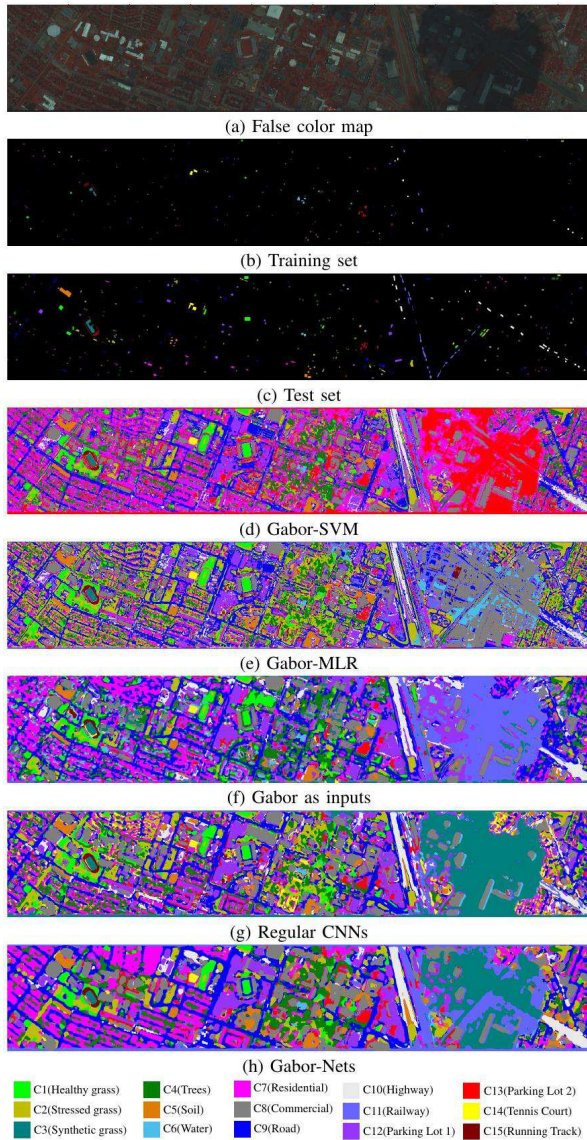 (a) False color map
(b) Training set
(c) Test set
(d) Gabor-SVM
(e) Gabor-MLR
(f) Gabor as inputs
(g) Regular CNNs
(h) Gabor-Nets
C1(Healthy grass) C4(Trees) C7(Residential) C10(Highway) C13(Parking Lot 2)
C2(Stressed grass) C5(Soil) C8(Commercial) C11(Railway) C14(Tennis Court)
C3(Synthetic grass) C6(Water) C9(Road) C12(Parking Lot 1) C15(Running Track)